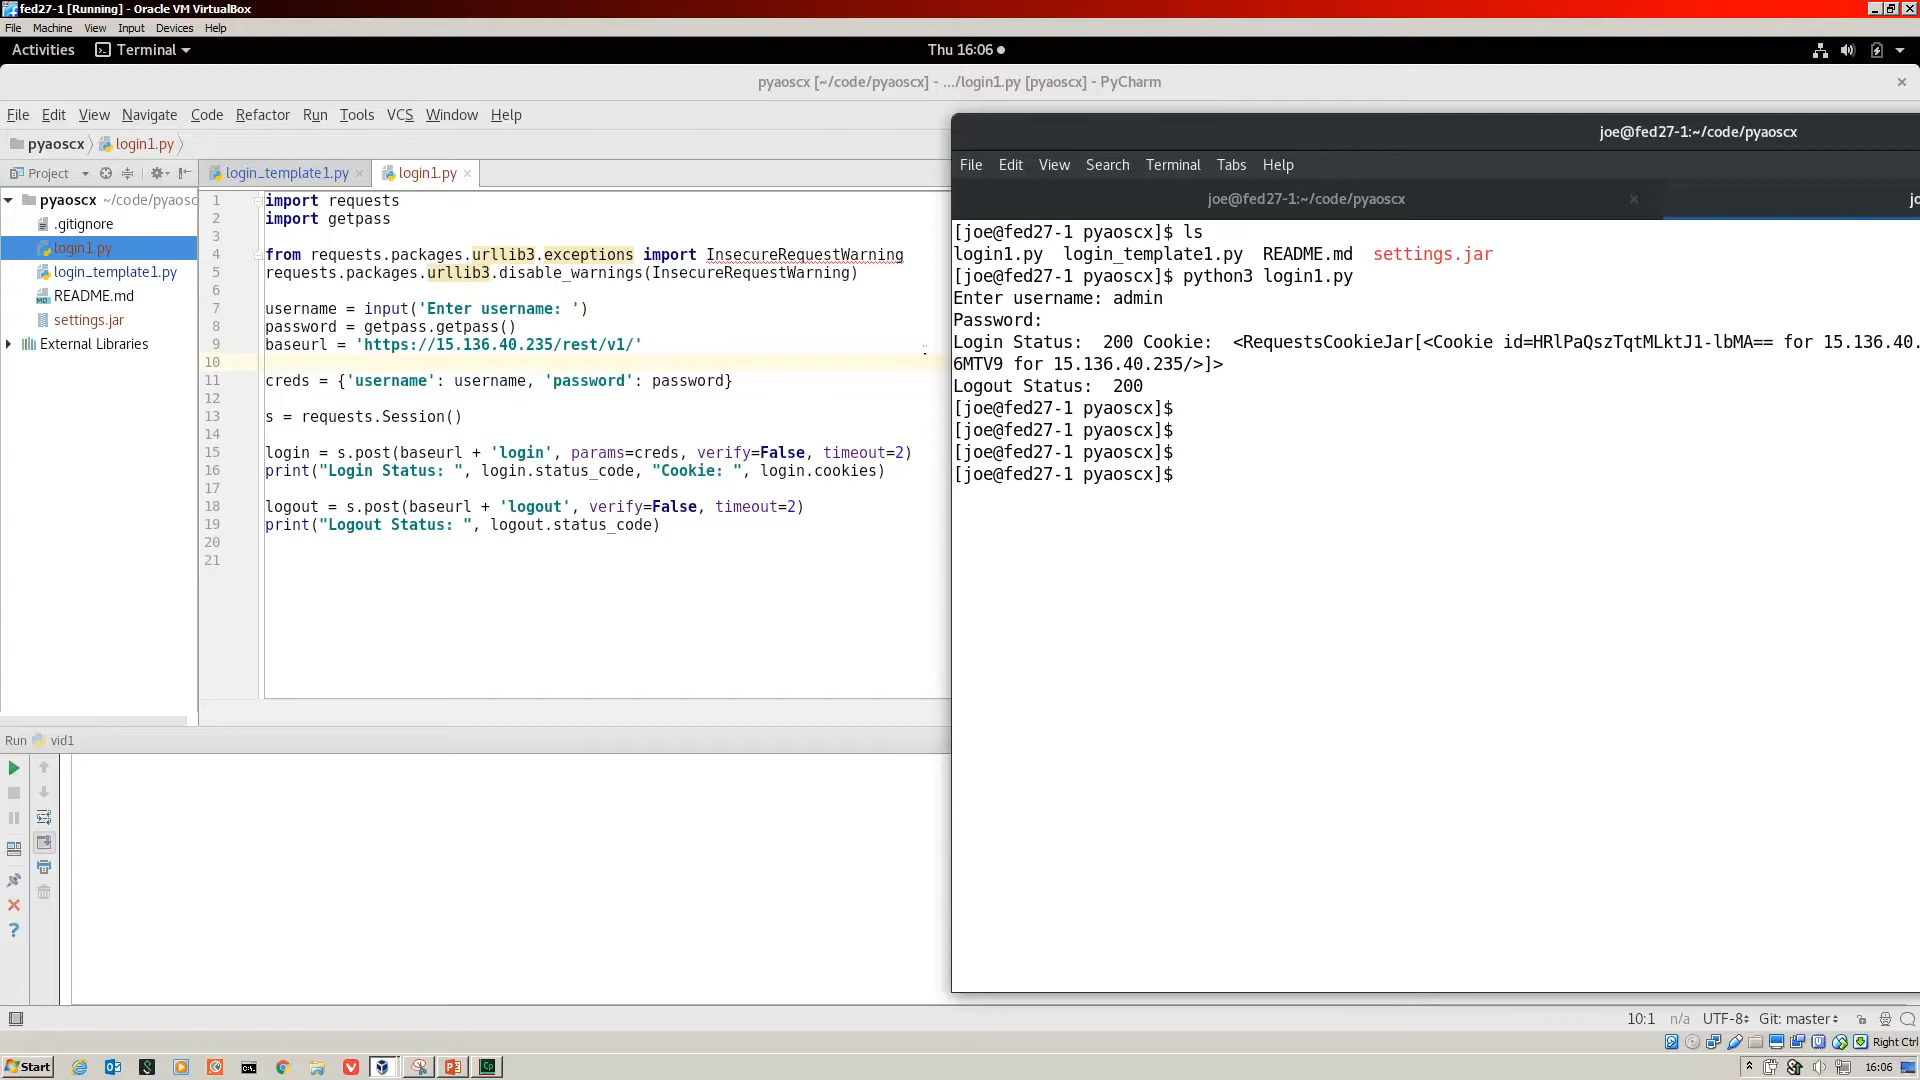 fed27-1 [Running] - Oracle VM VirtualBox
File Machine View Input Devices Help
Activities Terminal Thu 16:06
pyaoscx [~/code/pyaoscx] - .../login1.py [pyaoscx] - PyCharm
File Edit View Navigate Code Refactor Run Tools VCS Window Help
pyaoscx login1.py
Project
login_template1.py login1.py
pyaoscx ~/code/pyaosc
.gitignore
login1.py
login_template1.py
README.md
settings.jar
External Libraries
1 import requests
2 import getpass
3
4 from requests.packages.urllib3.exceptions import InsecureRequestWarning
5 requests.packages.urllib3.disable_warnings(InsecureRequestWarning)
6
7 username = input('Enter username: ')
8 password = getpass.getpass()
9 baseurl = 'https://15.136.40.235/rest/v1/'
10
11 creds = {'username': username, 'password': password}
12
13 s = requests.Session()
14
15 login = s.post(baseurl + 'login', params=creds, verify=False, timeout=2)
16 print("Login Status: ", login.status_code, "Cookie: ", login.cookies)
17
18 logout = s.post(baseurl + 'logout', verify=False, timeout=2)
19 print("Logout Status: ", logout.status_code)
20
21
joe@fed27-1:~/code/pyaoscx
File Edit View Search Terminal Tabs Help
joe@fed27-1:~/code/pyaoscx jo
[joe@fed27-1 pyaoscx]$ ls
login1.py login_template1.py README.md settings.jar
[joe@fed27-1 pyaoscx]$ python3 login1.py
Enter username: admin
Password:
Login Status:  200 Cookie:  <RequestsCookieJar[<Cookie id=HRlPaQszTqtMLktJ1-lbMA== for 15.136.40.
6MTV9 for 15.136.40.235/>]>
Logout Status:  200
[joe@fed27-1 pyaoscx]$
[joe@fed27-1 pyaoscx]$
[joe@fed27-1 pyaoscx]$
[joe@fed27-1 pyaoscx]$
Run vid1
10:1 n/a UTF-8 Git: master
Right Ctrl
Start 16:06